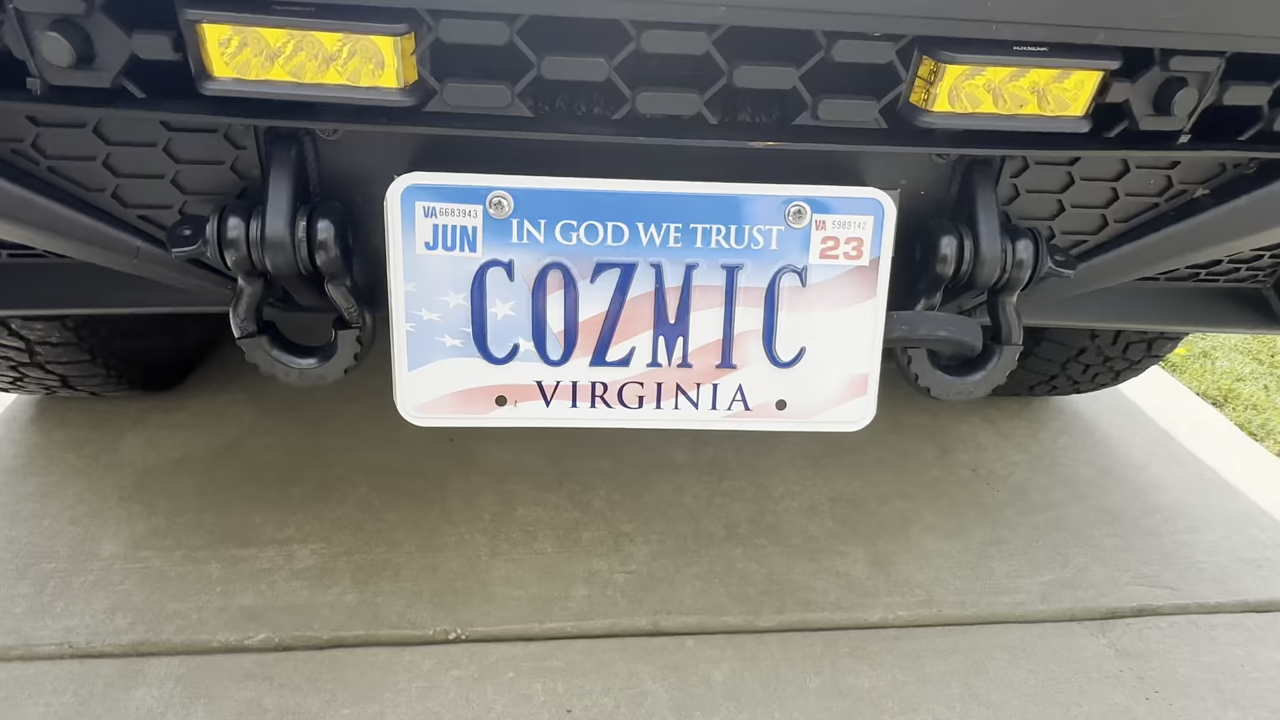 VA 6683943
JUN
IN GOD WE TRUST
VA 5989142
23
COZMIC
VIRGINIA